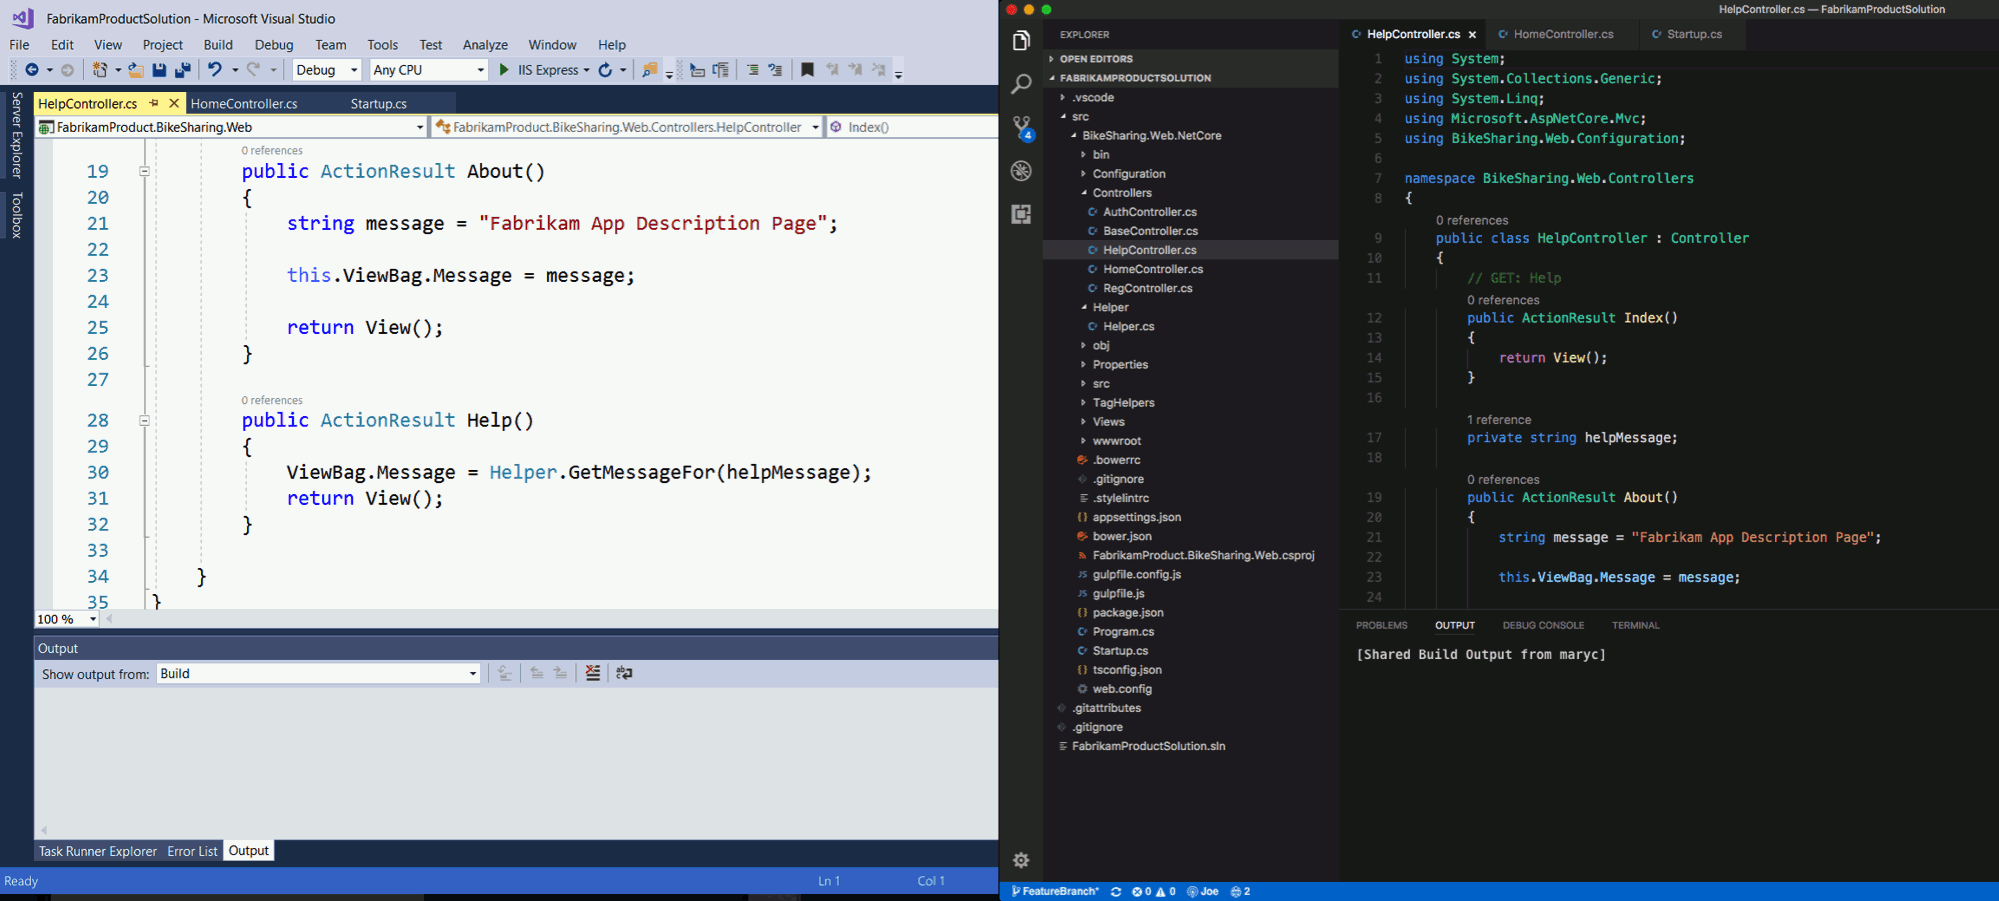 FabrikamProductSolution - Microsoft Visual Studio
File Edit View Project Build Debug Team Tools Test Analyze Window Help
Debug Any CPU IIS Express
Server Explorer
Toolbox
HelpController.cs HomeController.cs Startup.cs
FabrikamProduct.BikeSharing.Web FabrikamProduct.BikeSharing.Web.Controllers.HelpController Index()
0 references
19 public ActionResult About()
20 {
21 string message = "Fabrikam App Description Page";
22
23 this.ViewBag.Message = message;
24
25 return View();
26 }
27
0 references
28 public ActionResult Help()
29 {
30 ViewBag.Message = Helper.GetMessageFor(helpMessage);
31 return View();
32 }
33
34 }
35 }
100 %
Output
Show output from: Build
Task Runner Explorer Error List Output
Ready Ln 1 Col 1
HelpController.cs — FabrikamProductSolution
EXPLORER
OPEN EDITORS
FABRIKAMPRODUCTSOLUTION
.vscode
src
BikeSharing.Web.NetCore
bin
Configuration
Controllers
AuthController.cs
BaseController.cs
HelpController.cs
HomeController.cs
RegController.cs
Helper
Helper.cs
obj
Properties
src
TagHelpers
Views
wwwroot
.bowerrc
.gitignore
.stylelintrc
appsettings.json
bower.json
FabrikamProduct.BikeSharing.Web.csproj
gulpfile.config.js
gulpfile.js
package.json
Program.cs
Startup.cs
tsconfig.json
web.config
.gitattributes
.gitignore
FabrikamProductSolution.sln
4
HelpController.cs HomeController.cs Startup.cs
1 using System;
2 using System.Collections.Generic;
3 using System.Linq;
4 using Microsoft.AspNetCore.Mvc;
5 using BikeSharing.Web.Configuration;
6
7 namespace BikeSharing.Web.Controllers
8 {
0 references
9 public class HelpController : Controller
10 {
11 // GET: Help
0 references
12 public ActionResult Index()
13 {
14 return View();
15 }
16
1 reference
17 private string helpMessage;
18
0 references
19 public ActionResult About()
20 {
21 string message = "Fabrikam App Description Page";
22
23 this.ViewBag.Message = message;
24
PROBLEMS OUTPUT DEBUG CONSOLE TERMINAL
[Shared Build Output from maryc]
FeatureBranch* 0 0 Joe 2